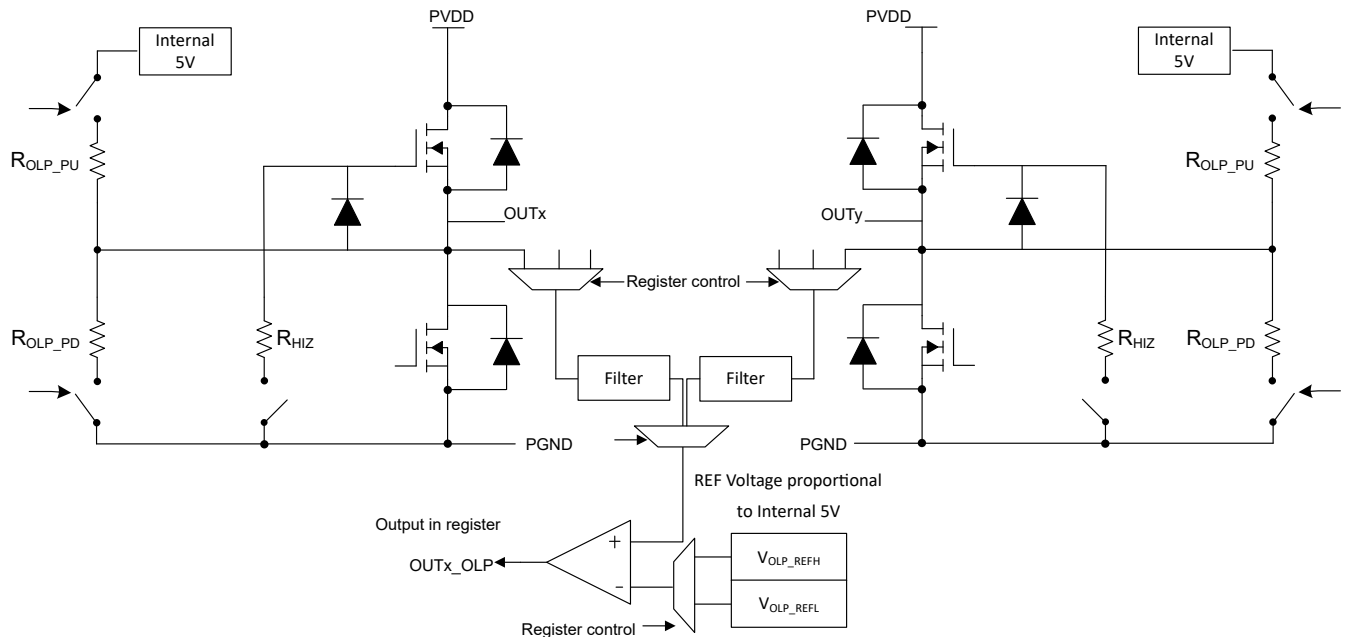 PVDD
PVDD
Internal
5V
Internal
5V
R_OLP_PU
R_OLP_PU
OUTx
OUTy
Register control
R_OLP_PD
R_HIZ
R_HIZ
R_OLP_PD
Filter
Filter
PGND
PGND
REF Voltage proportional
to Internal 5V
Output in register
+
V_OLP_REFH
OUTx_OLP
-
V_OLP_REFL
Register control